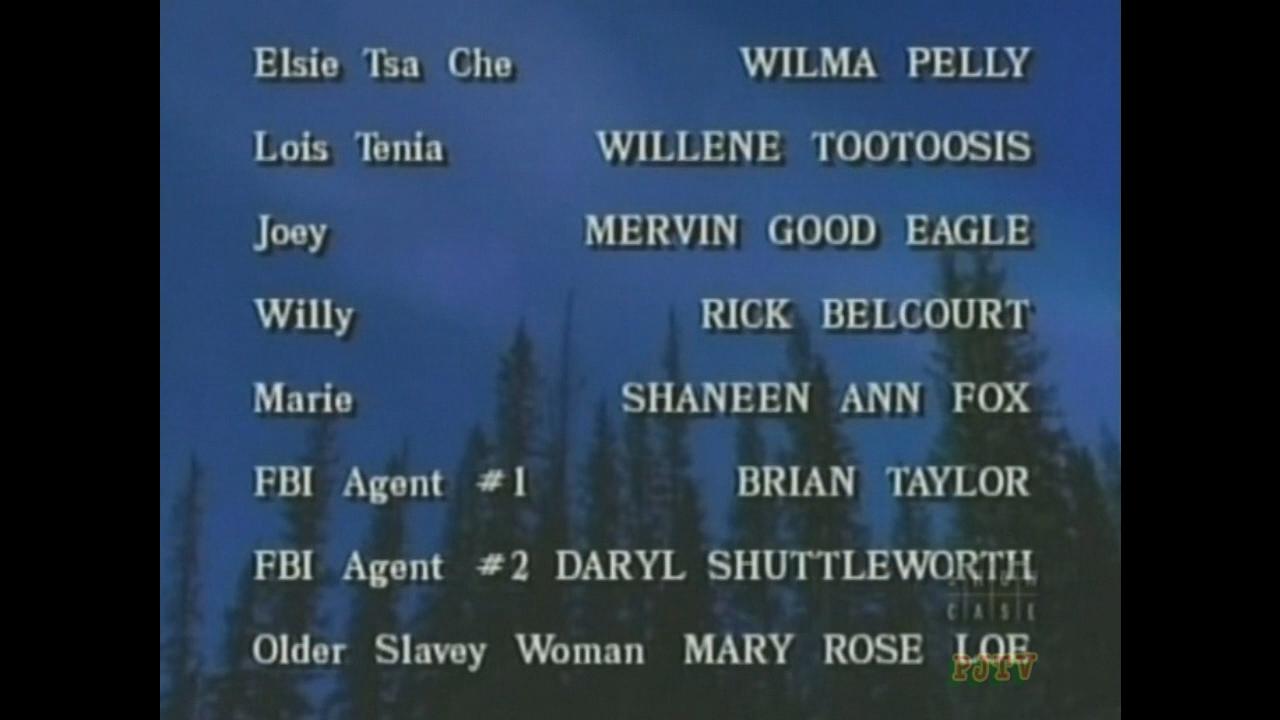 Elsie Tsa Che WILMA PELLY
Lois Tenia WILLENE TOOTOOSIS
Joey MERVIN GOOD EAGLE
Willy RICK BELCOURT
Marie SHANEEN ANN FOX
FBI Agent #1 BRIAN TAYLOR
FBI Agent #2 DARYL SHUTTLEWORTH
CASE
Older Slavey Woman MARY ROSE LOE
PJTV